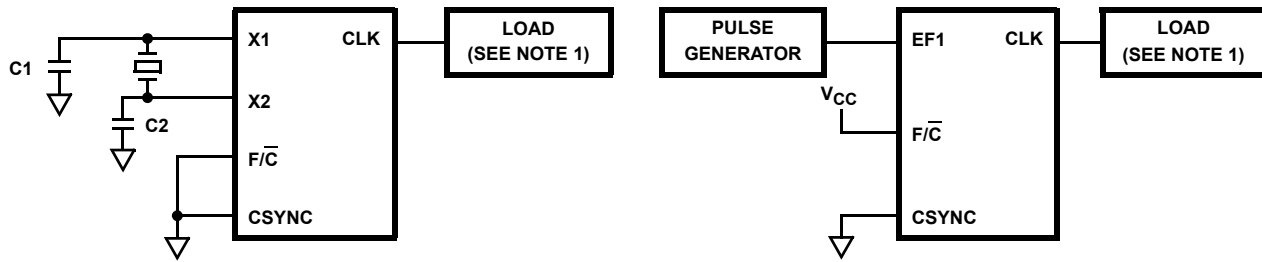 C1
C2
X1
X2
F/C̅
CSYNC
CLK
LOAD
(SEE NOTE 1)
PULSE
GENERATOR
VCC
EF1
F/C̅
CSYNC
CLK
LOAD
(SEE NOTE 1)